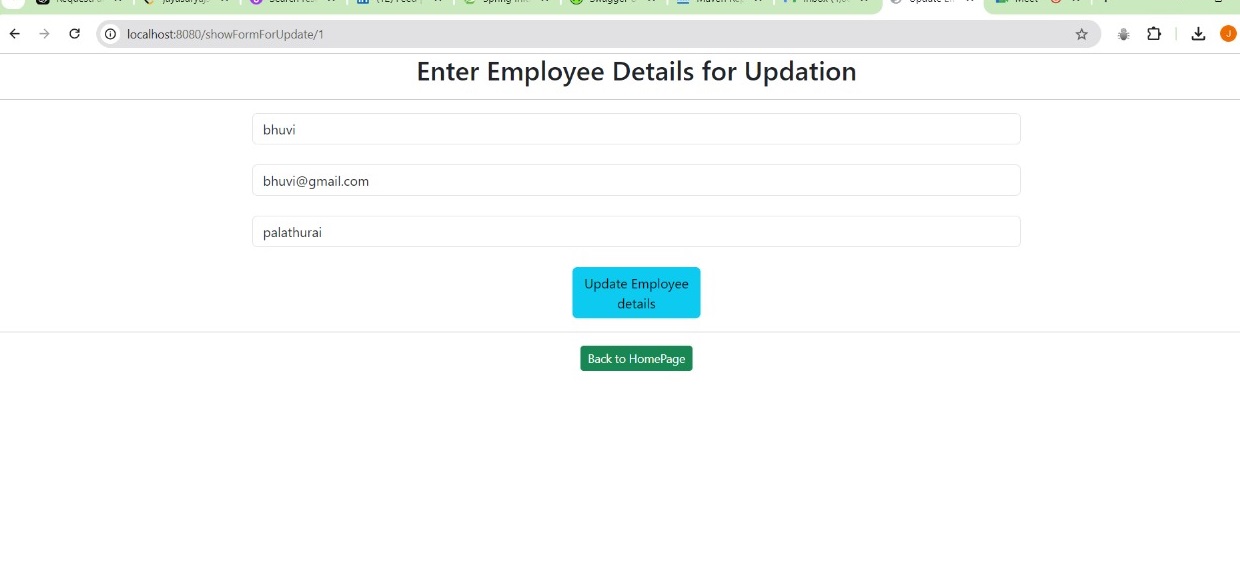 localhost:8080/showFormForUpdate/1
J
Enter Employee Details for Updation
bhuvi
bhuvi@gmail.com
palathurai
Update Employee
details
Back to HomePage